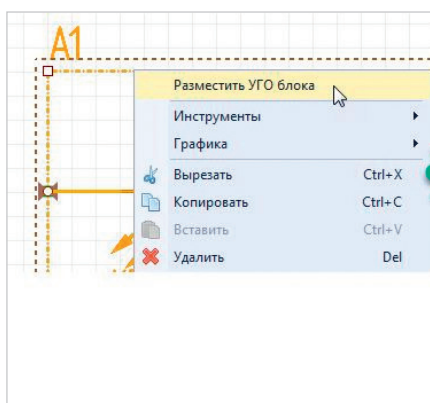 A1
Разместить УГО блока
Инструменты
Графика
Вырезать Ctrl+X
Копировать Ctrl+C
Вставить Ctrl+V
Удалить Del